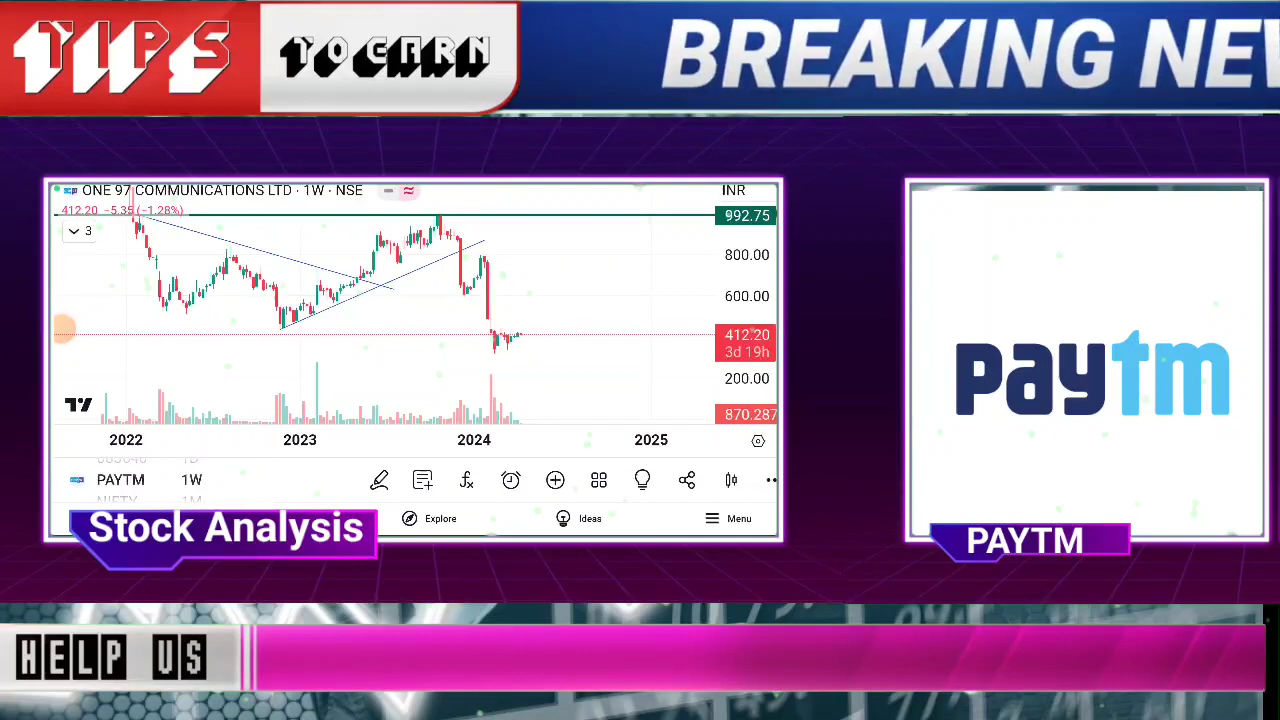 TIPS
TO EARN
BREAKING NEW
ONE 97 COMMUNICATIONS LTD · 1W · NSE
INR
412.20 −5.35 (−1.28%)
992.75
3
800.00
600.00
412.20
3d 19h
200.00
870.287
2022 2023 2024 2025
PAYTM 1W
NIFTY 1M
Explore Ideas Menu
Stock Analysis
paytm
PAYTM
HELP US